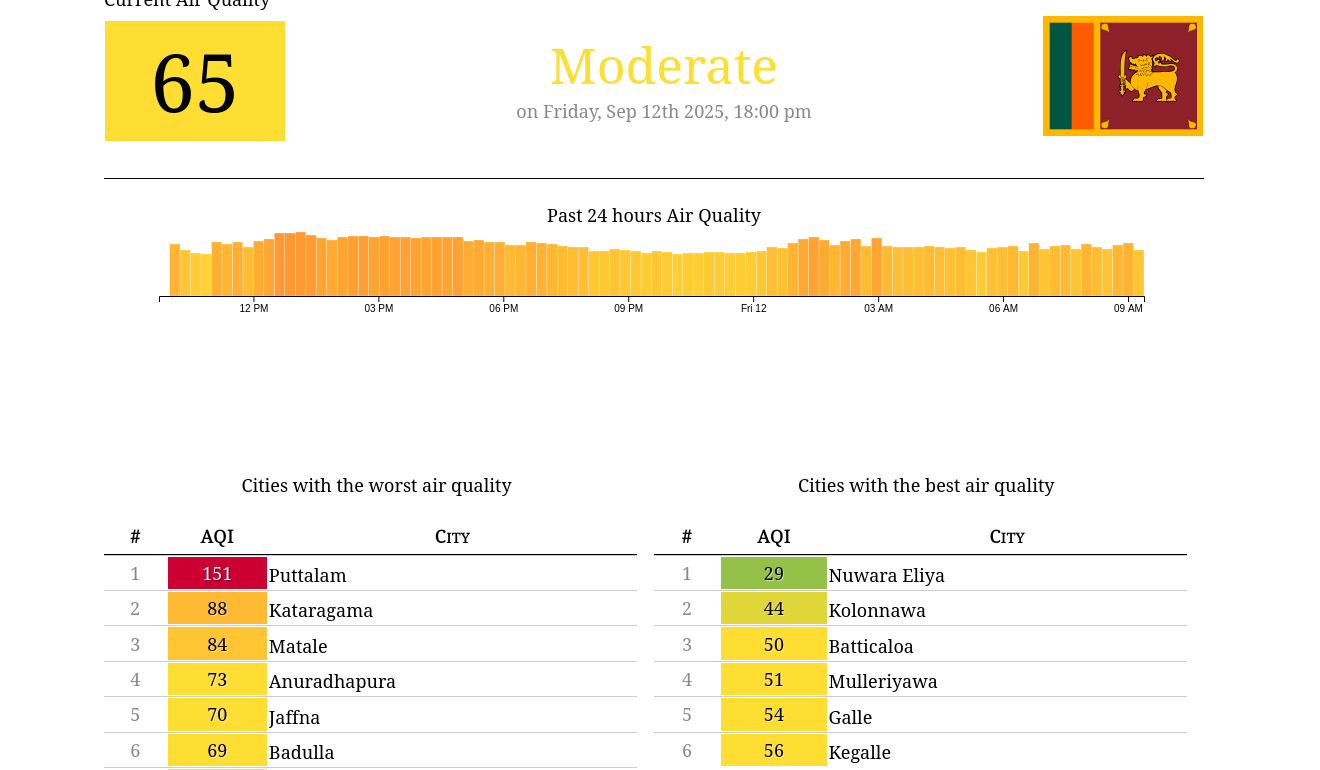 Current Air Quality
65
Moderate
on Friday, Sep 12th 2025, 18:00 pm
Past 24 hours Air Quality
12 PM 03 PM 06 PM 09 PM Fri 12 03 AM 06 AM 09 AM
Cities with the worst air quality
# AQI City
1 151 Puttalam
2 88 Kataragama
3 84 Matale
4 73 Anuradhapura
5 70 Jaffna
6 69 Badulla
Cities with the best air quality
# AQI City
1 29 Nuwara Eliya
2 44 Kolonnawa
3 50 Batticaloa
4 51 Mulleriyawa
5 54 Galle
6 56 Kegalle